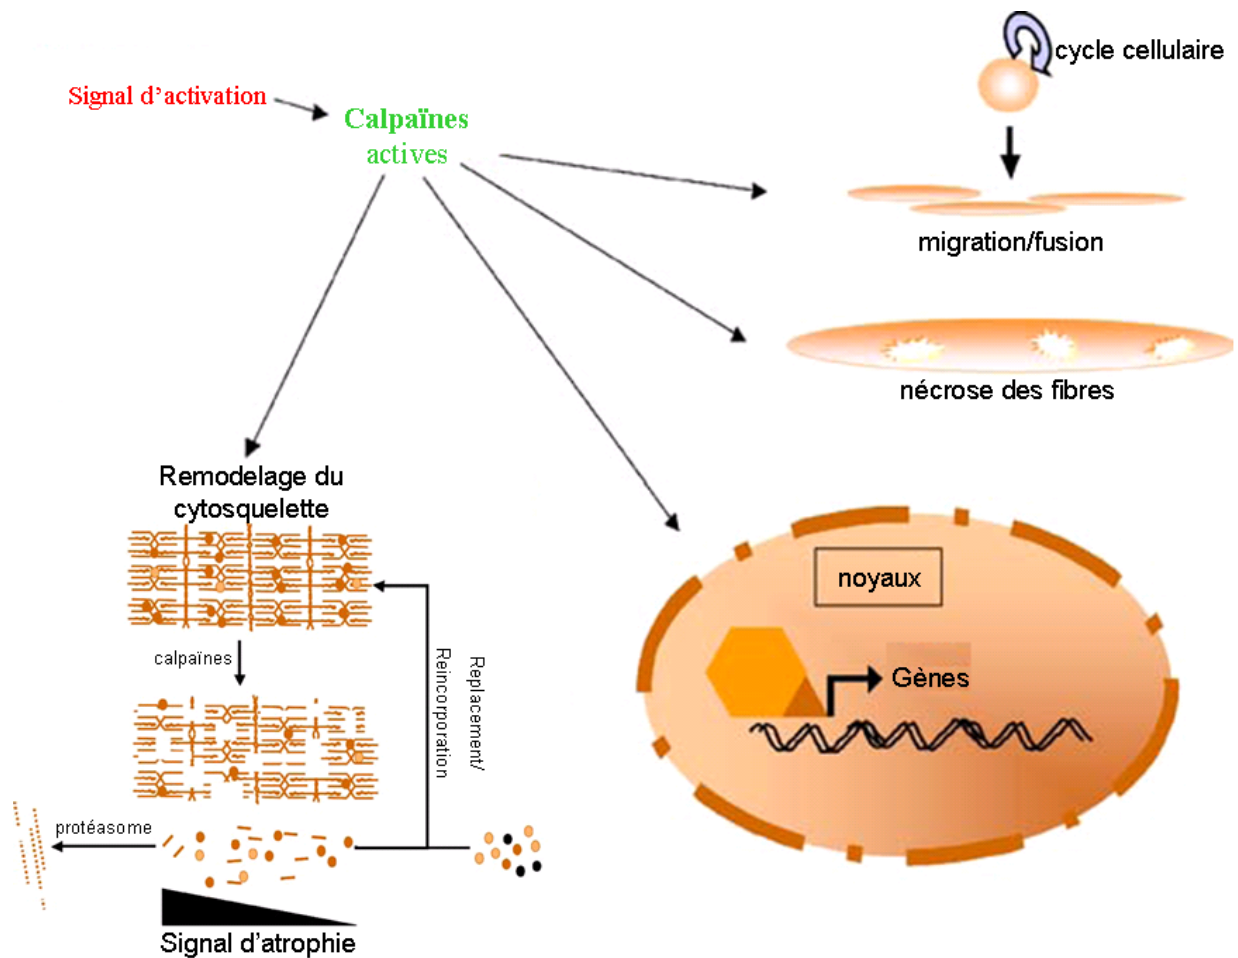 cycle cellulaire
Signal d’activation
Calpaïnes
actives
migration/fusion
nécrose des fibres
Remodelage du
cytosquelette
noyaux
calpaïnes
Replacement/
Reincorporation
Gènes
protéasome
Signal d’atrophie